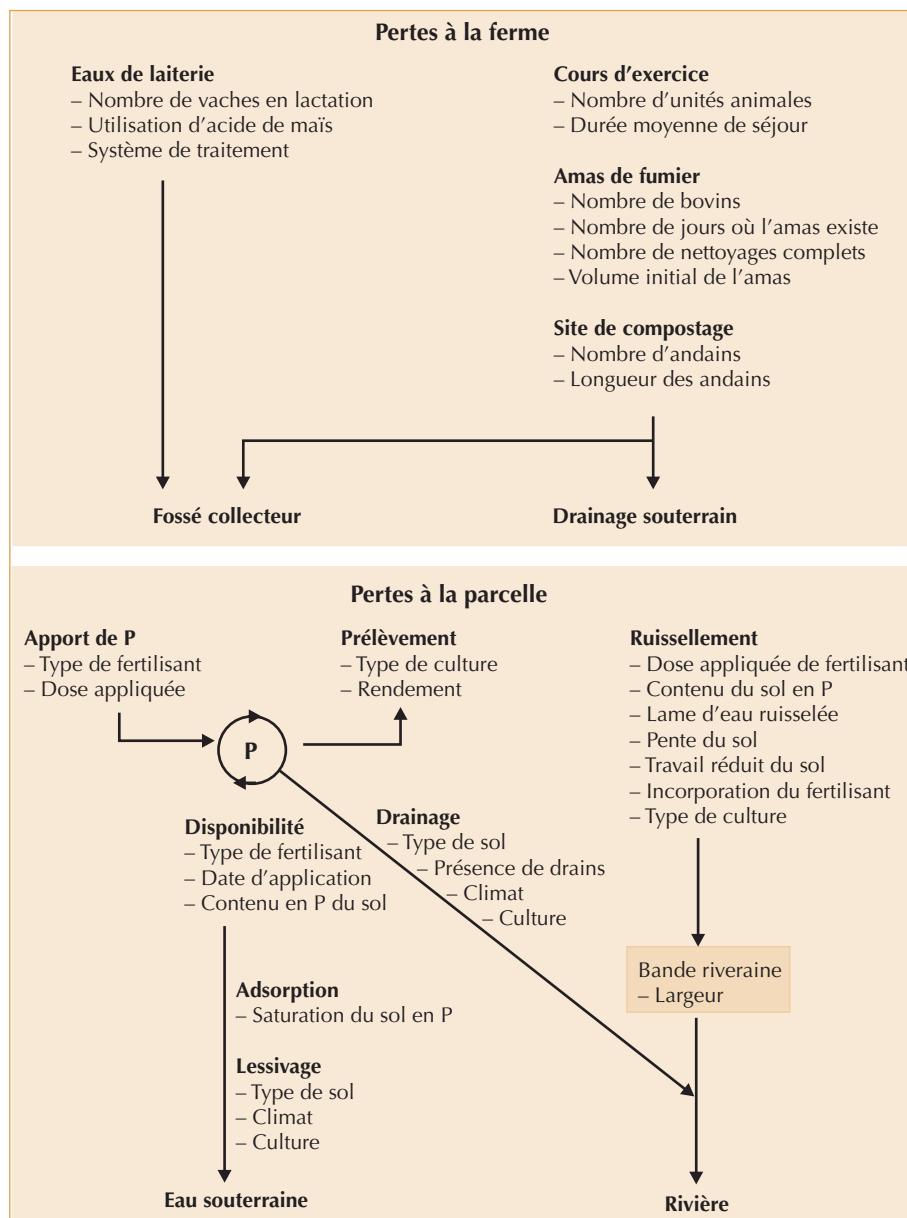 Pertes à la ferme
Eaux de laiterie
– Nombre de vaches en lactation
– Utilisation d'acide de maïs
– Système de traitement
Cours d'exercice
– Nombre d'unités animales
– Durée moyenne de séjour
Amas de fumier
– Nombre de bovins
– Nombre de jours où l'amas existe
– Nombre de nettoyages complets
– Volume initial de l'amas
Site de compostage
– Nombre d'andains
– Longueur des andains
Fossé collecteur
Drainage souterrain
Pertes à la parcelle
Apport de P
– Type de fertilisant
– Dose appliquée
P
Prélèvement
– Type de culture
– Rendement
Ruissellement
– Dose appliquée de fertilisant
– Contenu du sol en P
– Lame d'eau ruisselée
– Pente du sol
– Travail réduit du sol
– Incorporation du fertilisant
– Type de culture
Disponibilité
– Type de fertilisant
– Date d'application
– Contenu en P du sol
Drainage
– Type de sol
– Présence de drains
– Climat
– Culture
Bande riveraine
– Largeur
Adsorption
– Saturation du sol en P
Lessivage
– Type de sol
– Climat
– Culture
Eau souterraine
Rivière